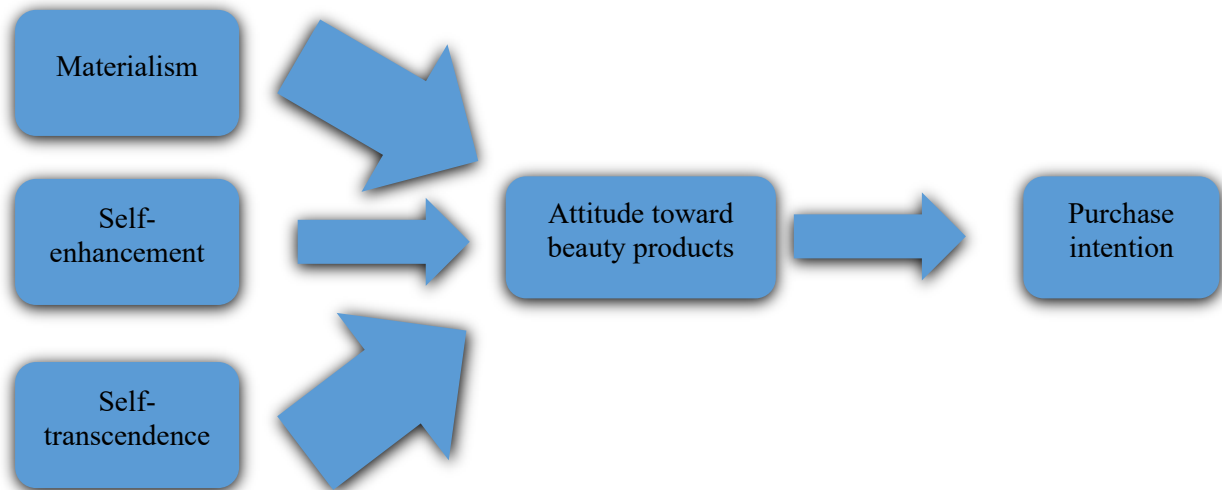 Materialism
Self-
enhancement
Self-
transcendence
Attitude toward
beauty products
Purchase
intention